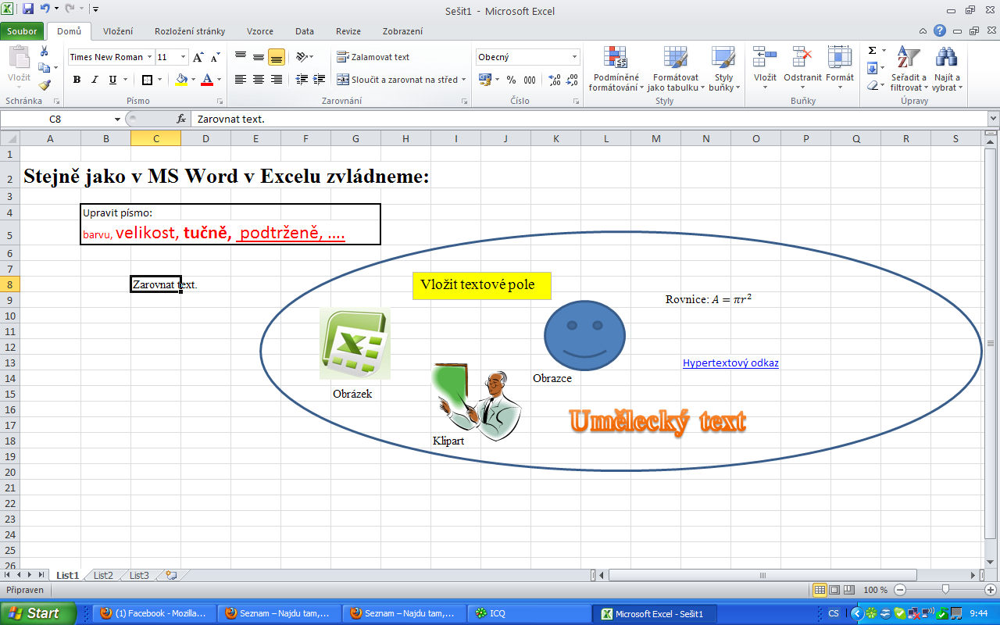 Sešit1 - Microsoft Excel
Soubor Domů Vložení Rozložení stránky Vzorce Data Revize Zobrazení
Times New Roman 11 Zalamovat text Obecný
Vložit B I U Sloučit a zarovnat na střed % 000
Podmíněné formátování Formátovat jako tabulku Styly buňky Vložit Odstranit Formát Seřadit a filtrovat Najít a vybrat
Schránka Písmo Zarovnání Číslo Styly Buňky Úpravy
C8 fx Zarovnat text.
A B C D E F G H I J K L M N O P Q R S
1
2 Stejně jako v MS Word v Excelu zvládneme:
3
4 Upravit písmo:
5 barvu, velikost, tučně, podtrženě, ....
6
7
8 Zarovnat text. Vložit textové pole
9 Rovnice: A = πr²
10
11
12
13 Hypertextový odkaz
14 Obrazce
15 Obrázek
16
17 Umělecký text
18 Klipart
19
20
21
22
23
24
25
26
List1 List2 List3
Připraven 100 %
Start (1) Facebook - Mozilla... Seznam – Najdu tam,... Seznam – Najdu tam,... ICQ Microsoft Excel - Sešit1 CS 9:44